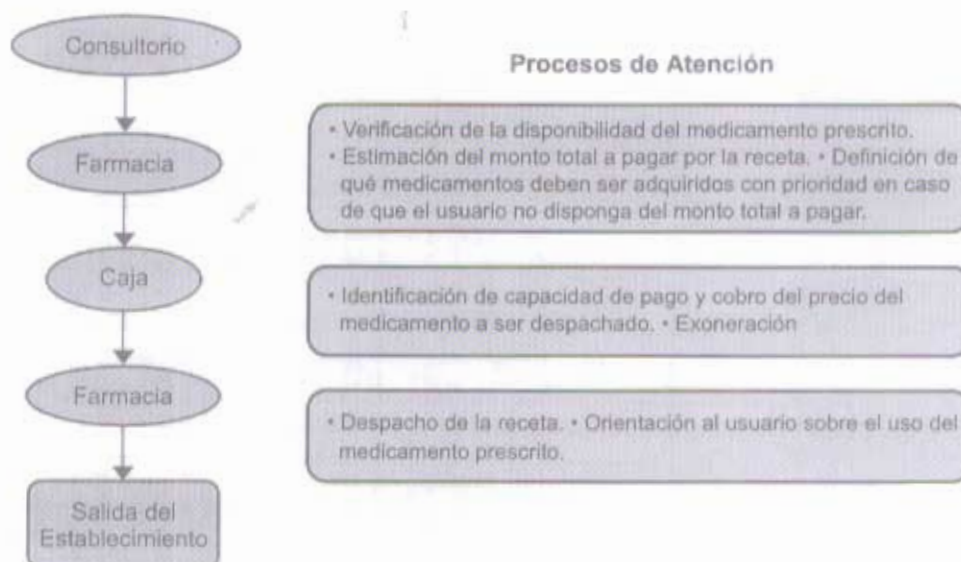 Consultorio
Procesos de Atención
Farmacia
• Verificación de la disponibilidad del medicamento prescrito.
• Estimación del monto total a pagar por la receta. • Definición de
qué medicamentos deben ser adquiridos con prioridad en caso
de que el usuario no disponga del monto total a pagar.
Caja
• Identificación de capacidad de pago y cobro del precio del
medicamento a ser despachado. • Exoneración
Farmacia
• Despacho de la receta. • Orientación al usuario sobre el uso del
medicamento prescrito.
Salida del
Establecimiento